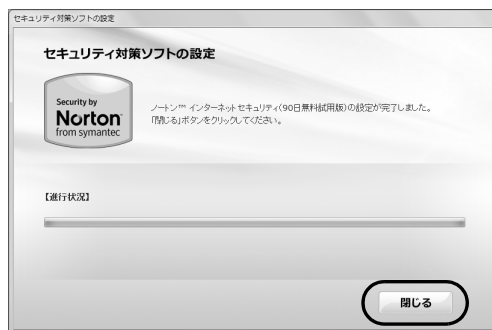 セキュリティ対策ソフトの設定
セキュリティ対策ソフトの設定
Security by
Norton
from symantec
ノートン™ インターネットセキュリティ(90日無料試用版)の設定が完了しました。
「閉じる」ボタンをクリックしてください。
【進行状況】
閉じる